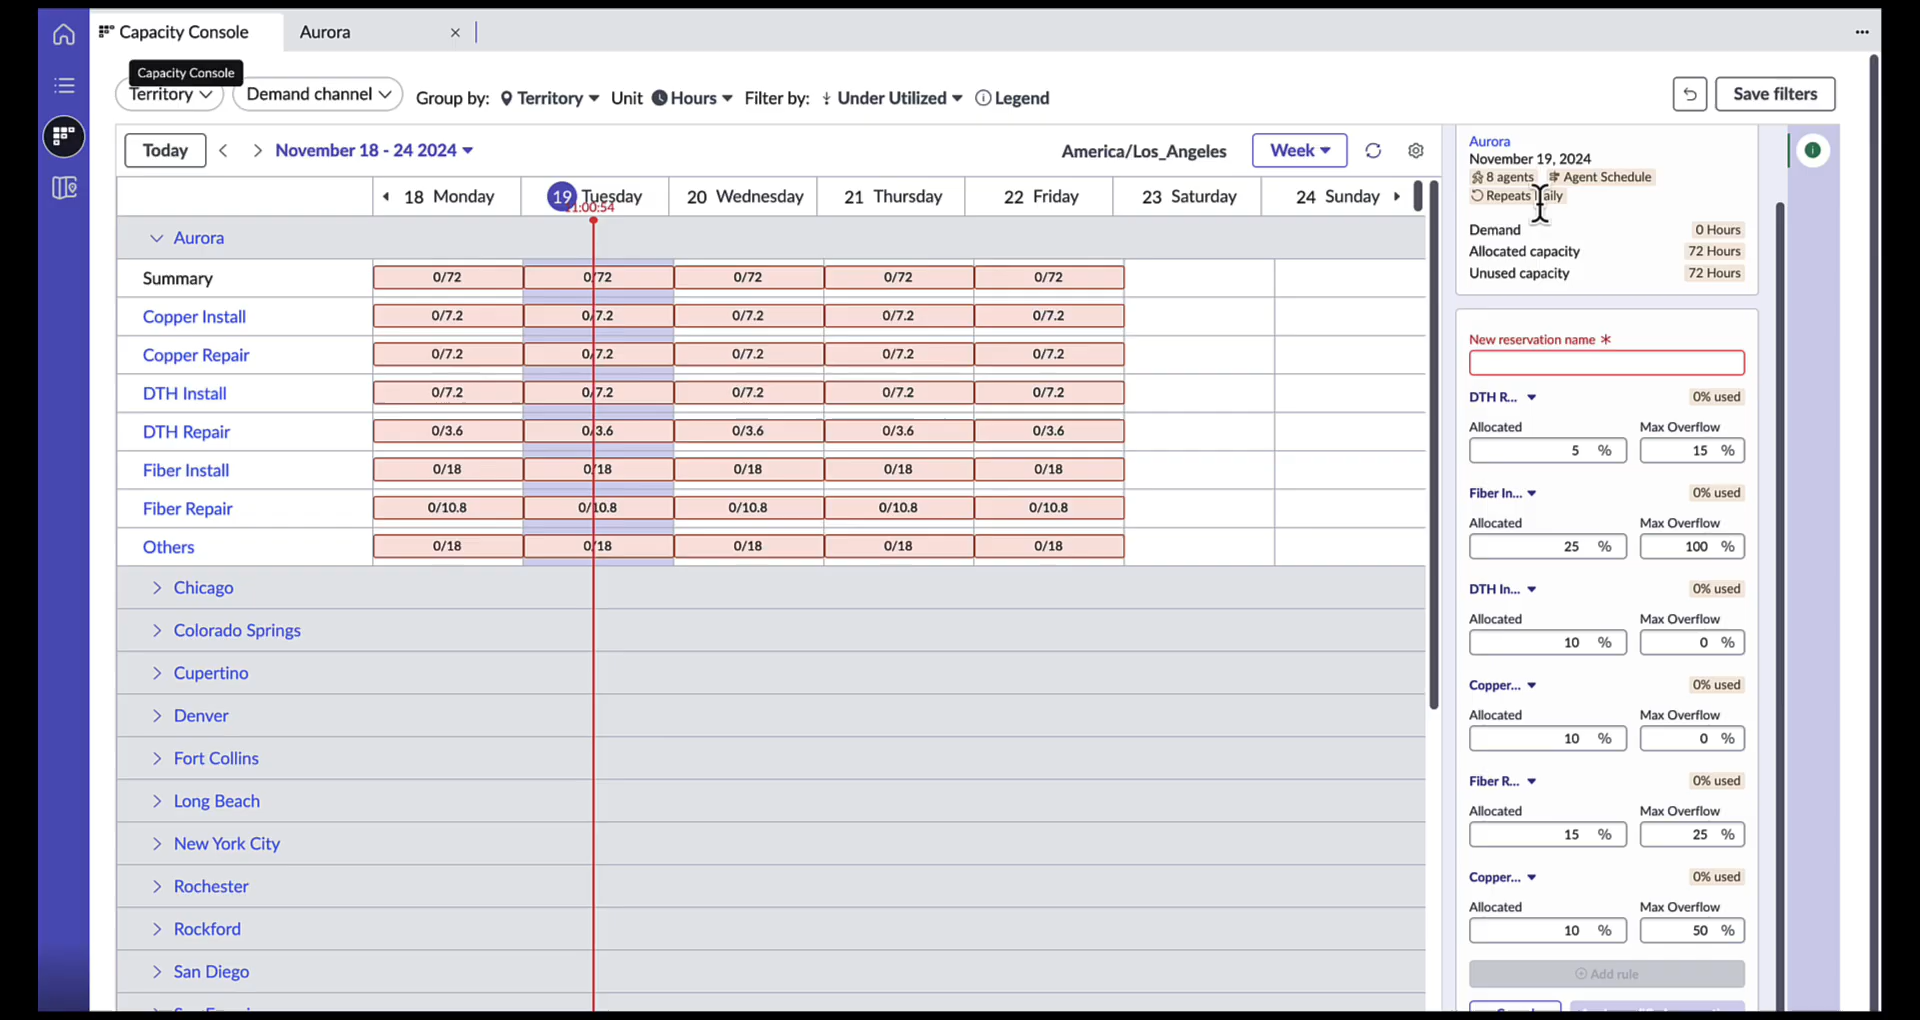 Capacity Console
Aurora
Capacity Console
Territory
Demand channel
Group by: Territory Unit Hours Filter by: Under Utilized Legend
Save filters
Today
November 18 - 24 2024
America/Los_Angeles
Week
18 Monday
19 Tuesday
20 Wednesday
21 Thursday
22 Friday
23 Saturday
24 Sunday
Aurora
Summary 0/72 0/72 0/72 0/72 0/72
Copper Install 0/7.2 0/7.2 0/7.2 0/7.2 0/7.2
Copper Repair 0/7.2 0/7.2 0/7.2 0/7.2 0/7.2
DTH Install 0/7.2 0/7.2 0/7.2 0/7.2 0/7.2
DTH Repair 0/3.6 0/3.6 0/3.6 0/3.6 0/3.6
Fiber Install 0/18 0/18 0/18 0/18 0/18
Fiber Repair 0/10.8 0/10.8 0/10.8 0/10.8 0/10.8
Others 0/18 0/18 0/18 0/18 0/18
Chicago
Colorado Springs
Cupertino
Denver
Fort Collins
Long Beach
New York City
Rochester
Rockford
San Diego
Aurora
November 19, 2024
8 agents Agent Schedule
Repeats
Demand 0 Hours
Allocated capacity 72 Hours
Unused capacity 72 Hours
New reservation name *
DTH R... 0% used
Allocated Max Overflow
5 % 15 %
Fiber In... 0% used
Allocated Max Overflow
25 % 100 %
DTH In... 0% used
Allocated Max Overflow
10 % 0 %
Copper... 0% used
Allocated Max Overflow
10 % 0 %
Fiber R... 0% used
Allocated Max Overflow
15 % 25 %
Copper... 0% used
Allocated Max Overflow
10 % 50 %
Add rule